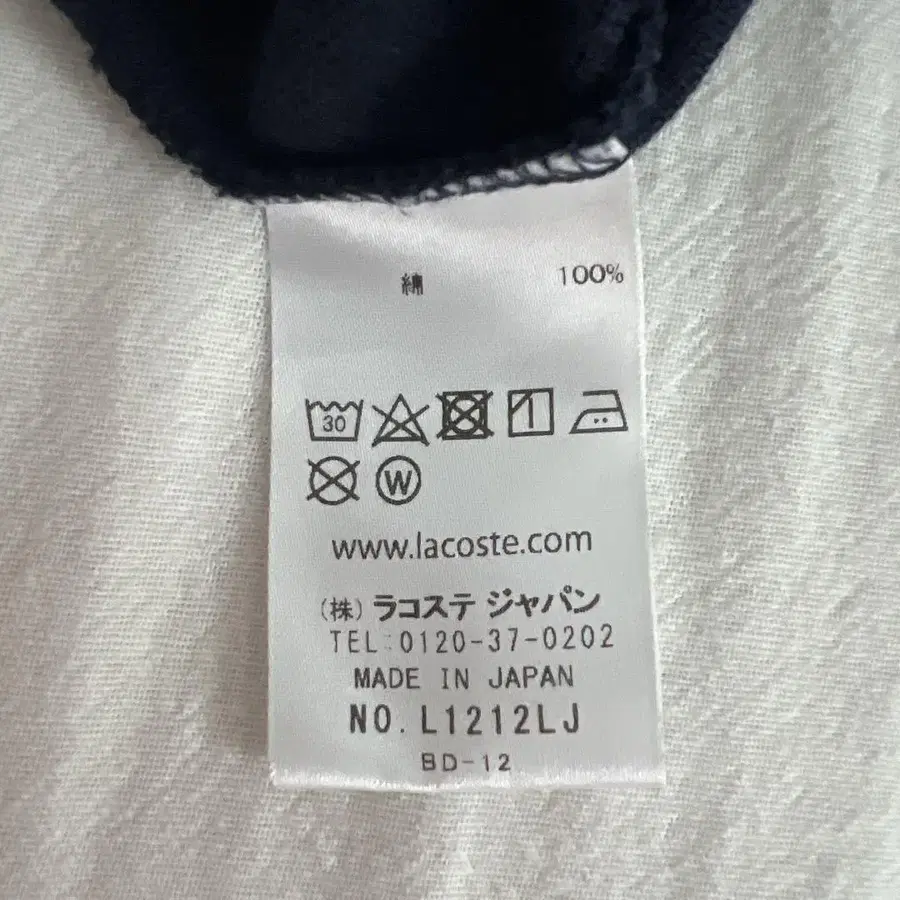 綿 100%
30
W
www.lacoste.com
(株) ラコステ ジャパン
TEL:0120-37-0202
MADE IN JAPAN
NO.L1212LJ
BD-12